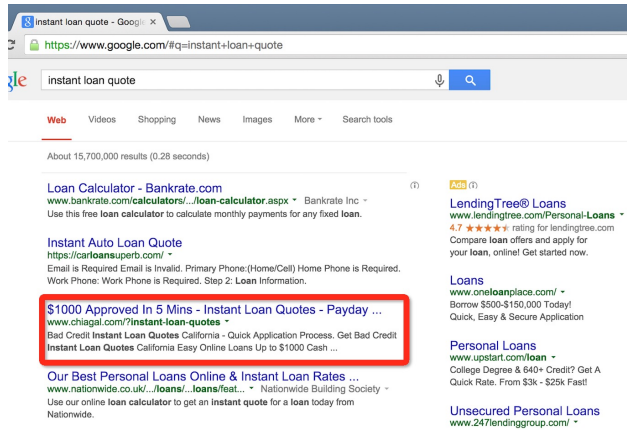 instant loan quote - Google
https://www.google.com/#q=instant+loan+quote
gle
instant loan quote
Web Videos Shopping News Images More Search tools
About 15,700,000 results (0.28 seconds)
Loan Calculator - Bankrate.com
www.bankrate.com/calculators/.../loan-calculator.aspx Bankrate Inc
Use this free loan calculator to calculate monthly payments for any fixed loan.
Instant Auto Loan Quote
https://carloansuperb.com/
Email is Required Email is Invalid. Primary Phone:(Home/Cell) Home Phone is Required.
Work Phone: Work Phone is Required. Step 2: Loan Information.
$1000 Approved In 5 Mins - Instant Loan Quotes - Payday ...
www.chiagal.com/?instant-loan-quotes
Bad Credit Instant Loan Quotes California - Quick Application Process. Get Bad Credit
Instant Loan Quotes California Easy Online Loans Up to $1000 Cash ...
Our Best Personal Loans Online & Instant Loan Rates ...
www.nationwide.co.uk/.../loans/...loans/feat... Nationwide Building Society
Use our online loan calculator to get an instant quote for a loan today from
Nationwide.
Ads
LendingTree® Loans
www.lendingtree.com/Personal-Loans
4.7 ★★★★★ rating for lendingtree.com
Compare loan offers and apply for
your loan, online! Get started now.
Loans
www.oneloanplace.com/
Borrow $500-$150,000 Today!
Quick, Easy & Secure Application
Personal Loans
www.upstart.com/loan
College Degree & 640+ Credit? Get A
Quick Rate. From $3k - $25k Fast!
Unsecured Personal Loans
www.247lendinggroup.com/